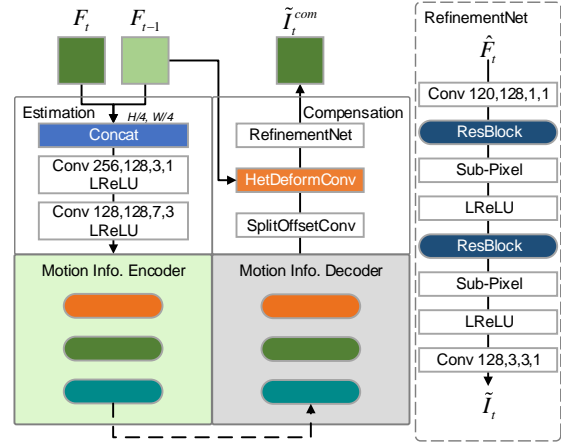 F_t
F_{t−1}
Ĩ_t^{com}
Estimation
H/4, W/4
Concat
Conv 256,128,3,1
LReLU
Conv 128,128,7,3
LReLU
Motion Info. Encoder
Compensation
RefinementNet
HetDeformConv
SplitOffsetConv
Motion Info. Decoder
RefinementNet
F̂_t
Conv 120,128,1,1
ResBlock
Sub-Pixel
LReLU
ResBlock
Sub-Pixel
LReLU
Conv 128,3,3,1
Ĩ_t